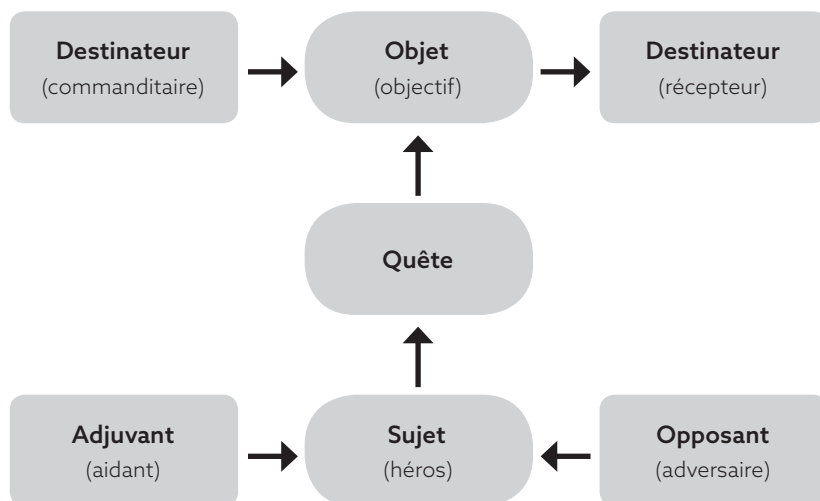 Destinateur
(commanditaire)
Objet
(objectif)
Destinateur
(récepteur)
Quête
Adjuvant
(aidant)
Sujet
(héros)
Opposant
(adversaire)